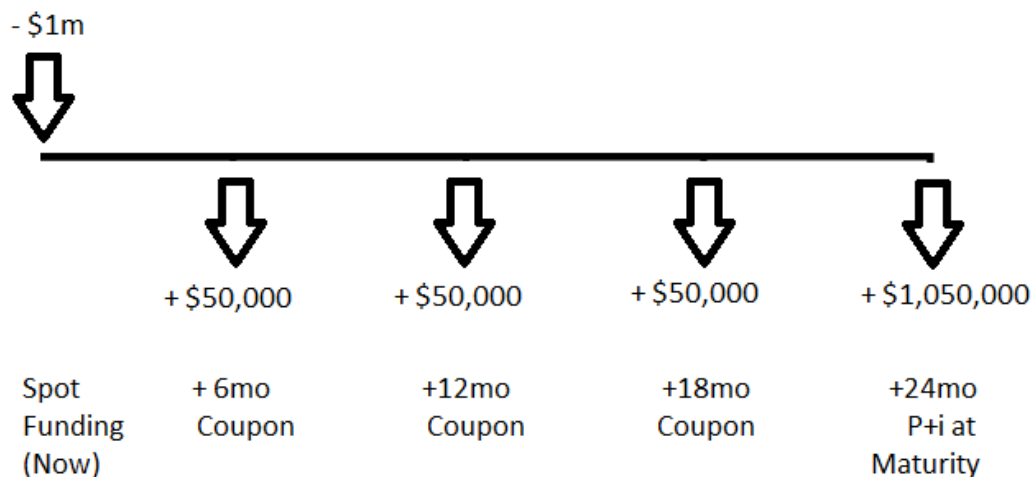 - $1m
+ $50,000
+ $50,000
+ $50,000
+ $1,050,000
Spot
Funding
(Now)
+ 6mo
Coupon
+12mo
Coupon
+18mo
Coupon
+24mo
P+i at
Maturity